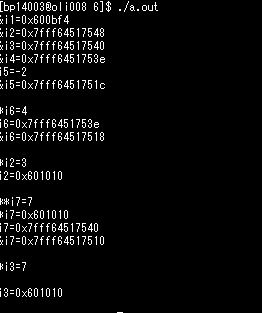 [bp14003@oli008 6]$ ./a.out
&i1=0x600bf4
&i2=0x7fff64517548
&i3=0x7fff64517540
&i4=0x7fff6451753e
i5=-2
&i5=0x7fff6451751c
*i6=4
i6=0x7fff6451753e
&i6=0x7fff64517518
*i2=3
i2=0x601010
**i7=7
*i7=0x601010
i7=0x7fff64517540
&i7=0x7fff64517510
*i3=7
i3=0x601010